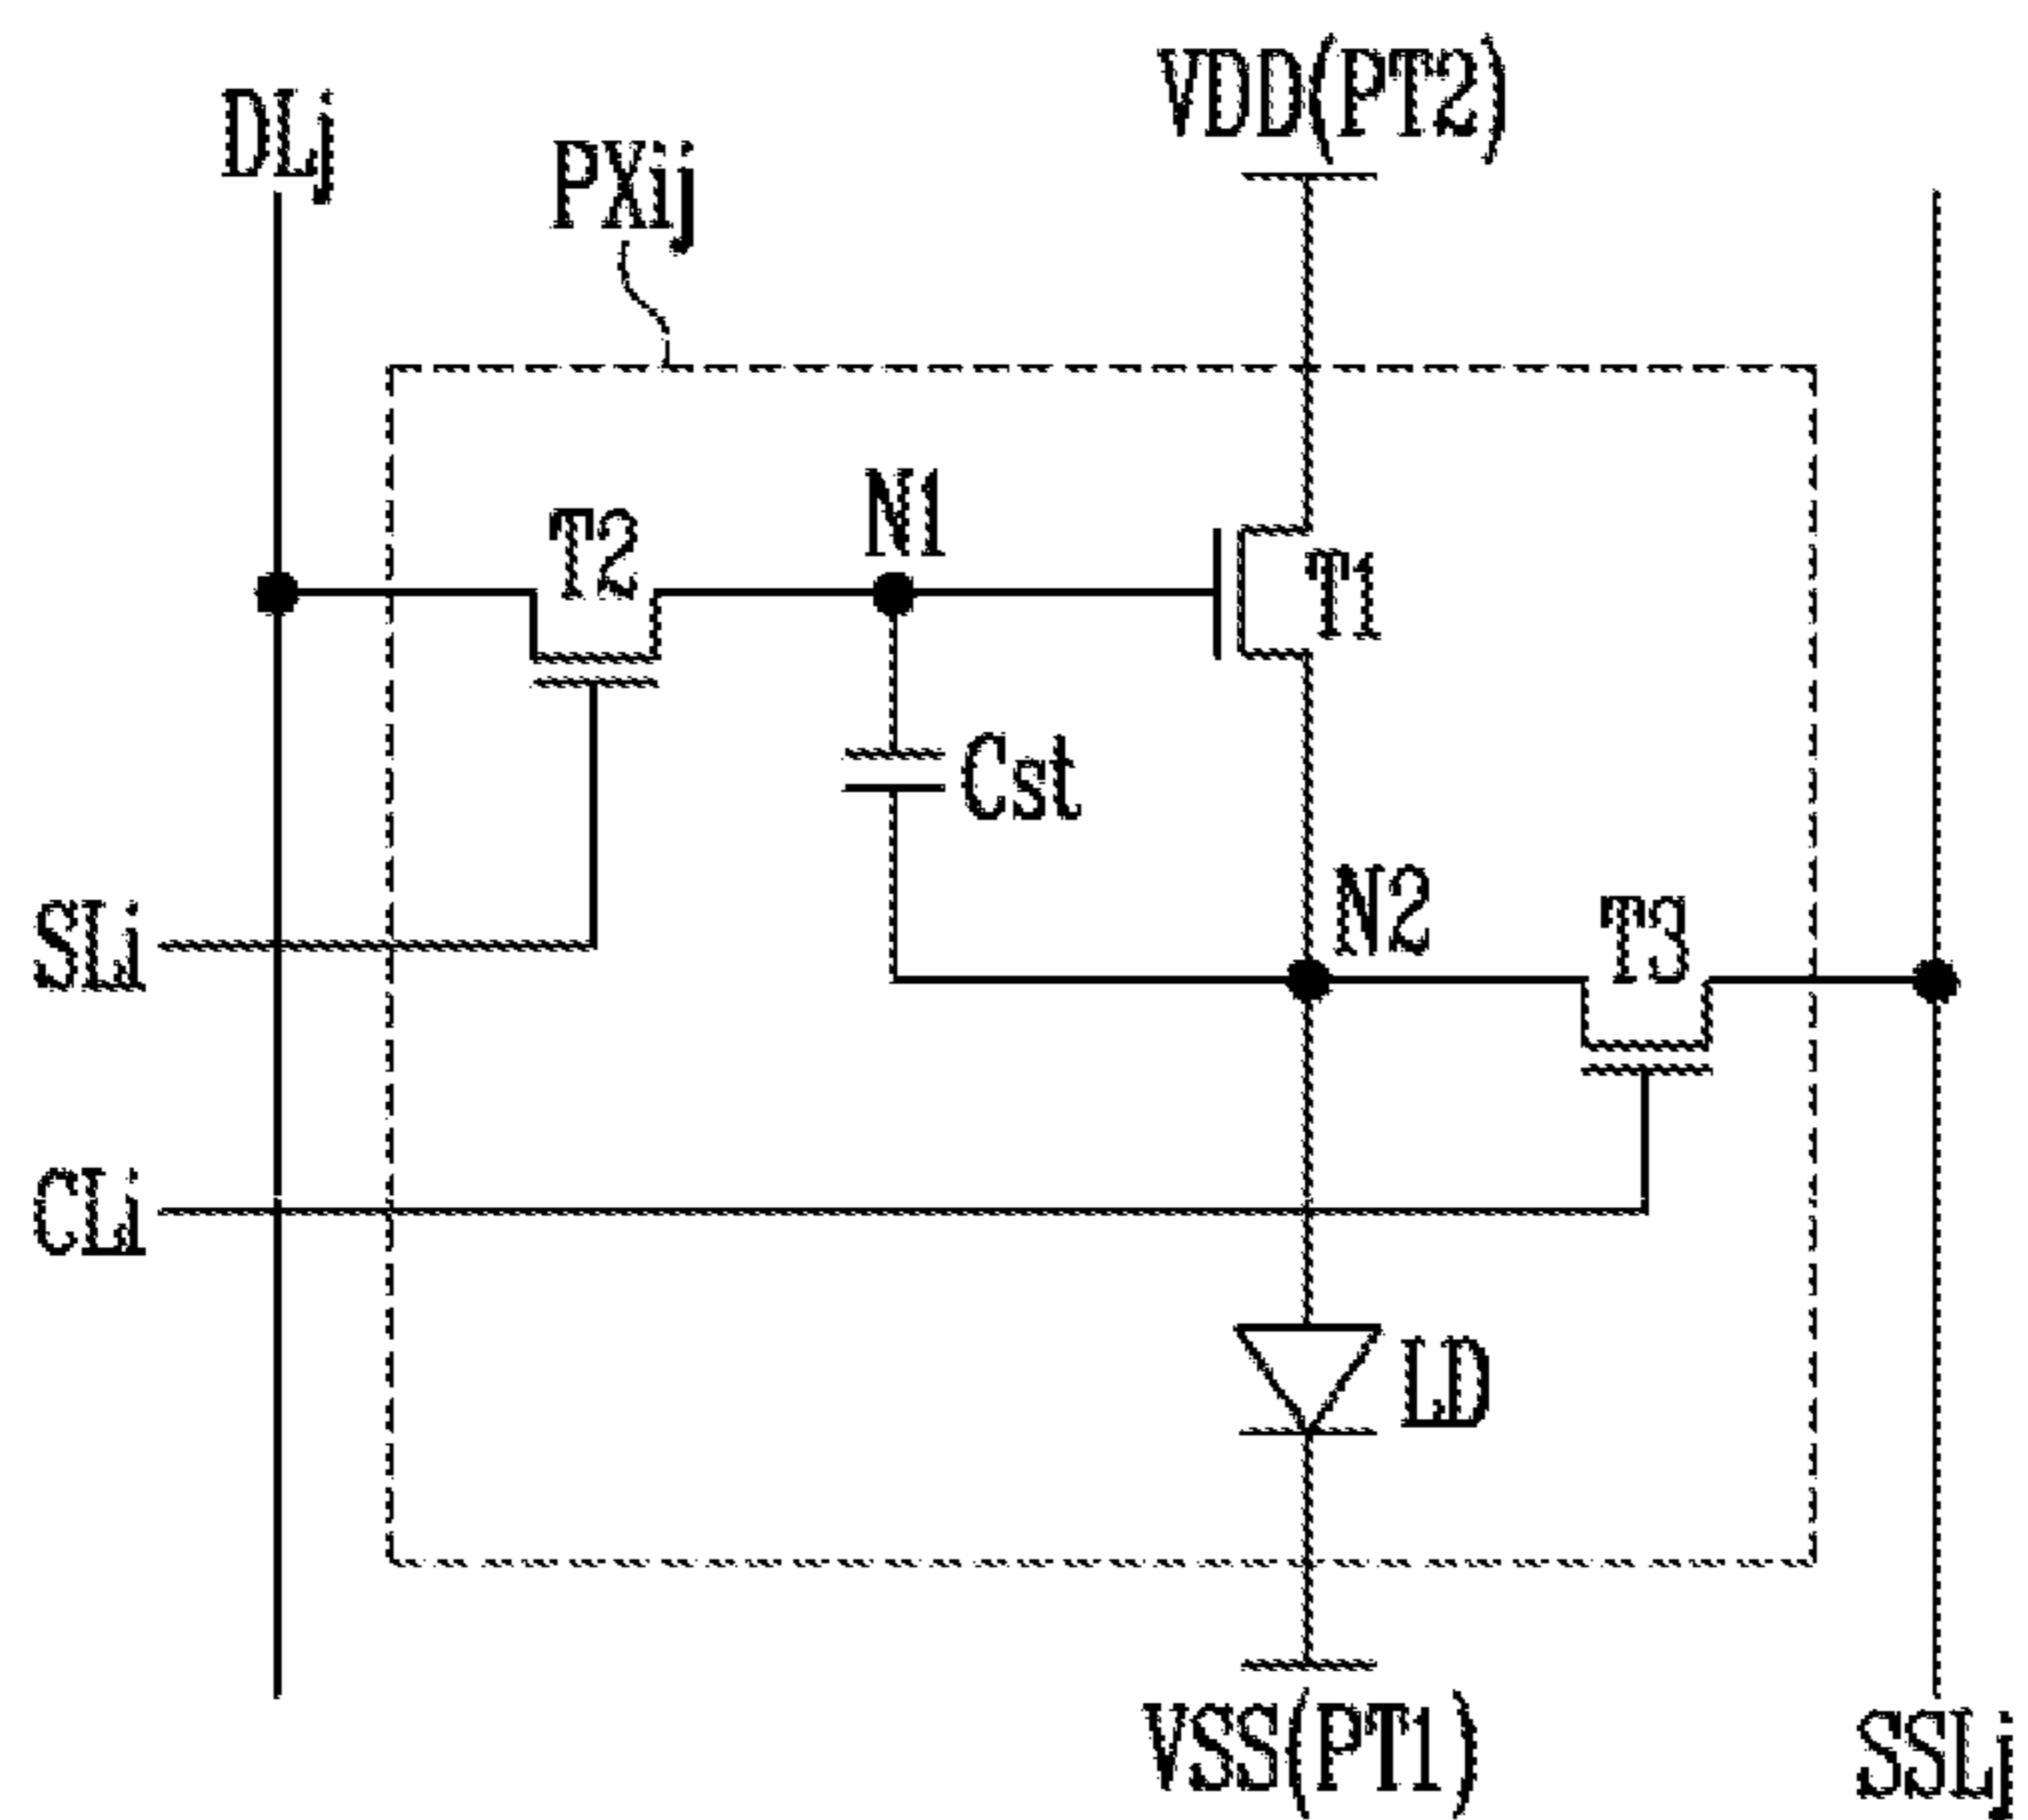 VDD(PT2)
DLj
PXij
N1
T2
T1
Cst
N2
T3
SLi
CLi
LD
VSS(PT1)
SSLj